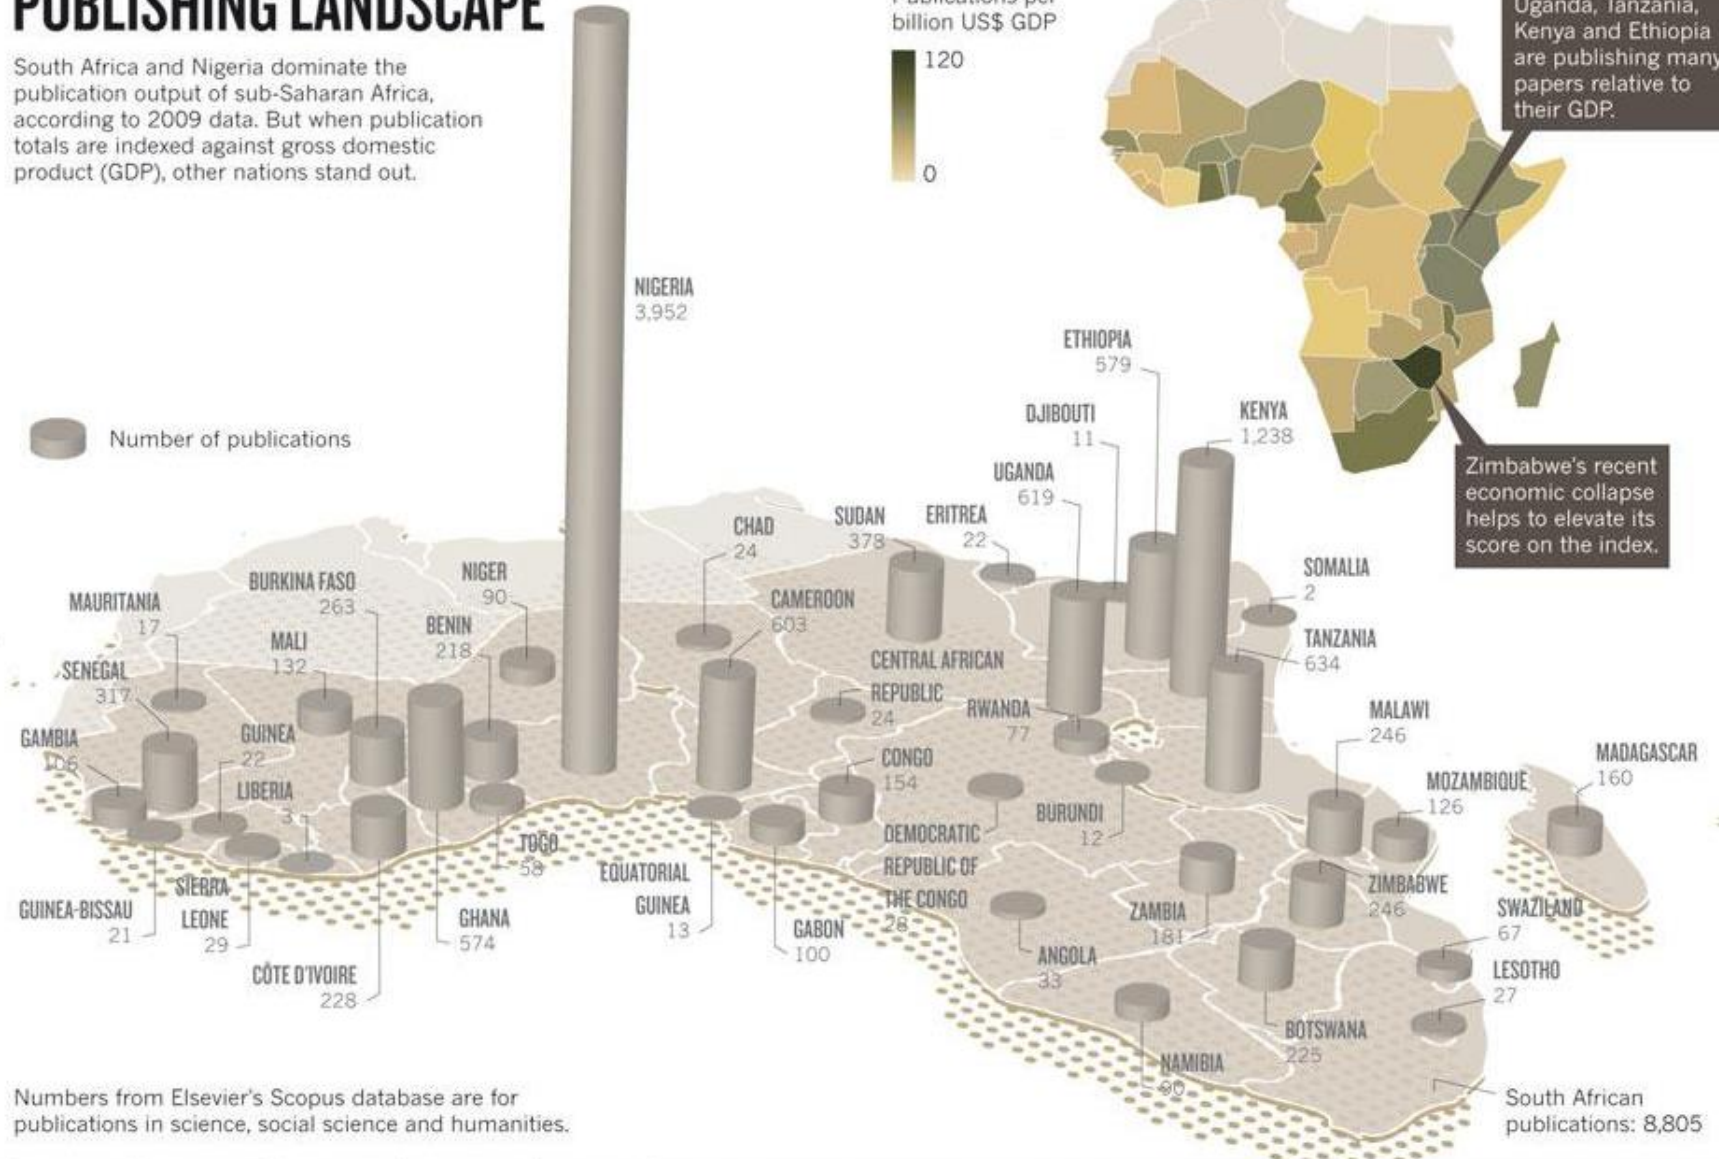 PUBLISHING LANDSCAPE
South Africa and Nigeria dominate the
publication output of sub-Saharan Africa,
according to 2009 data. But when publication
totals are indexed against gross domestic
product (GDP), other nations stand out.
Publications per
billion US$ GDP
120
0
Uganda, Tanzania,
Kenya and Ethiopia
are publishing many
papers relative to
their GDP.
Zimbabwe's recent
economic collapse
helps to elevate its
score on the index.
Number of publications
NIGERIA
3,952
ETHIOPIA
579
DJIBOUTI
11
KENYA
1,238
UGANDA
619
CHAD
24
SUDAN
378
ERITREA
22
SOMALIA
2
TANZANIA
634
MAURITANIA
17
BURKINA FASO
263
NIGER
90
CAMEROON
603
MALI
132
BENIN
218
SENEGAL
317
CENTRAL AFRICAN
REPUBLIC
24
RWANDA
77
MALAWI
246
GAMBIA
106
GUINEA
22
CONGO
154
MADAGASCAR
160
MOZAMBIQUE
126
LIBERIA
3
BURUNDI
12
DEMOCRATIC
REPUBLIC OF
THE CONGO
28
TOGO
58
EQUATORIAL
GUINEA
13
GUINEA-BISSAU
21
SIERRA
LEONE
29
GHANA
574
GABON
100
ZAMBIA
181
ZIMBABWE
246
SWAZILAND
67
CÔTE D'IVOIRE
228
ANGOLA
33
LESOTHO
27
BOTSWANA
225
NAMIBIA
90
Numbers from Elsevier's Scopus database are for
publications in science, social science and humanities.
South African
publications: 8,805